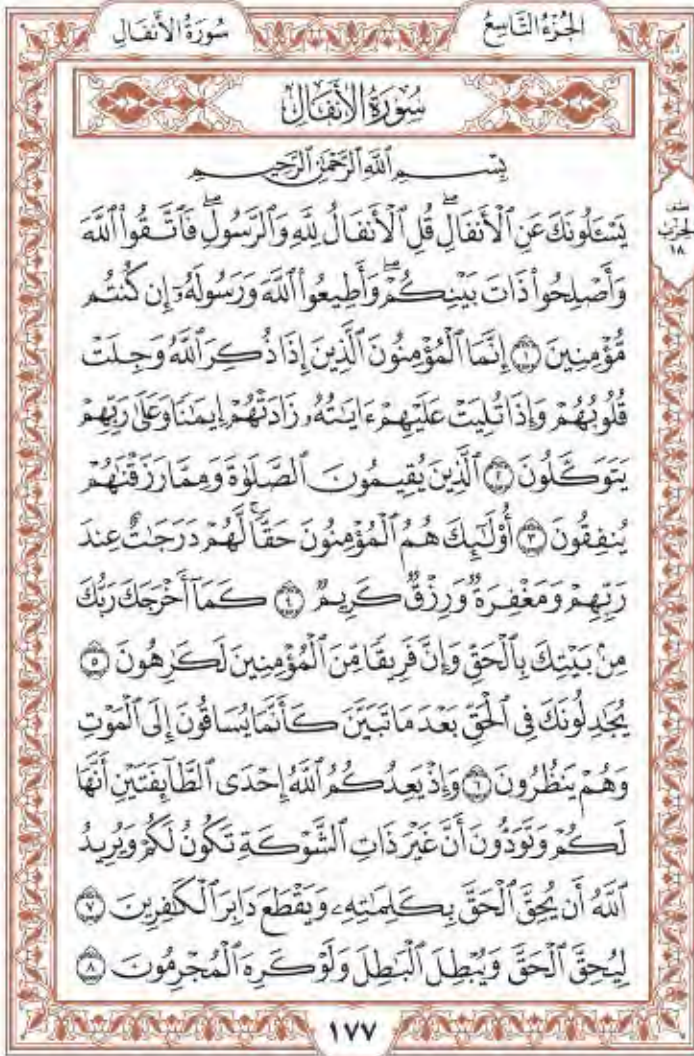 سُورَةُ الأَنفَالِ الجُزْءُ التَّاسِعُ
سُورَةُ الأَنفَالِ
بِسْمِ ٱللَّهِ ٱلرَّحْمَٰنِ ٱلرَّحِيمِ
يَسْـَٔلُونَكَ عَنِ ٱلْأَنفَالِۖ قُلِ ٱلْأَنفَالُ لِلَّهِ وَٱلرَّسُولِۖ فَٱتَّقُوا۟ ٱللَّهَ
وَأَصْلِحُوا۟ ذَاتَ بَيْنِكُمْۖ وَأَطِيعُوا۟ ٱللَّهَ وَرَسُولَهُۥٓ إِن كُنتُم
مُّؤْمِنِينَ ١ إِنَّمَا ٱلْمُؤْمِنُونَ ٱلَّذِينَ إِذَا ذُكِرَ ٱللَّهُ وَجِلَتْ
قُلُوبُهُمْ وَإِذَا تُلِيَتْ عَلَيْهِمْ ءَايَٰتُهُۥ زَادَتْهُمْ إِيمَٰنًا وَعَلَىٰ رَبِّهِمْ
يَتَوَكَّلُونَ ٢ ٱلَّذِينَ يُقِيمُونَ ٱلصَّلَوٰةَ وَمِمَّا رَزَقْنَٰهُمْ
يُنفِقُونَ ٣ أُو۟لَٰٓئِكَ هُمُ ٱلْمُؤْمِنُونَ حَقًّاۚ لَّهُمْ دَرَجَٰتٌ عِندَ
رَبِّهِمْ وَمَغْفِرَةٌ وَرِزْقٌ كَرِيمٌ ٤ كَمَآ أَخْرَجَكَ رَبُّكَ
مِنۢ بَيْتِكَ بِٱلْحَقِّ وَإِنَّ فَرِيقًا مِّنَ ٱلْمُؤْمِنِينَ لَكَٰرِهُونَ ٥
يُجَٰدِلُونَكَ فِى ٱلْحَقِّ بَعْدَ مَا تَبَيَّنَ كَأَنَّمَا يُسَاقُونَ إِلَى ٱلْمَوْتِ
وَهُمْ يَنظُرُونَ ٦ وَإِذْ يَعِدُكُمُ ٱللَّهُ إِحْدَى ٱلطَّآئِفَتَيْنِ أَنَّهَا
لَكُمْ وَتَوَدُّونَ أَنَّ غَيْرَ ذَاتِ ٱلشَّوْكَةِ تَكُونُ لَكُمْ وَيُرِيدُ
ٱللَّهُ أَن يُحِقَّ ٱلْحَقَّ بِكَلِمَٰتِهِۦ وَيَقْطَعَ دَابِرَ ٱلْكَٰفِرِينَ ٧
لِيُحِقَّ ٱلْحَقَّ وَيُبْطِلَ ٱلْبَٰطِلَ وَلَوْ كَرِهَ ٱلْمُجْرِمُونَ ٨
نصف
الحزب
١٨
١٧٧